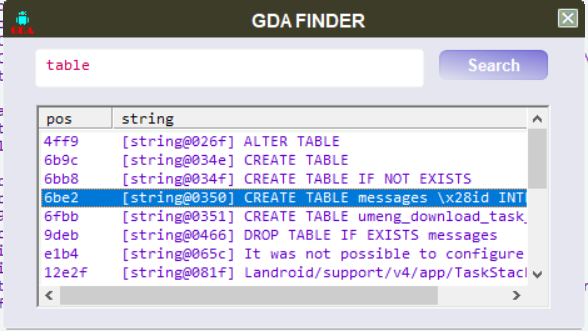 GDA FINDER
GDA
table
Search
pos string
4ff9 [string@026f] ALTER TABLE
6b9c [string@034e] CREATE TABLE
6bb8 [string@034f] CREATE TABLE IF NOT EXISTS
6be2 [string@0350] CREATE TABLE messages \x28id INT
6fbb [string@0351] CREATE TABLE umeng_download_task_
9deb [string@0466] DROP TABLE IF EXISTS messages
e1b4 [string@065c] It was not possible to configure
12e2f [string@081f] Landroid/support/v4/app/TaskStac